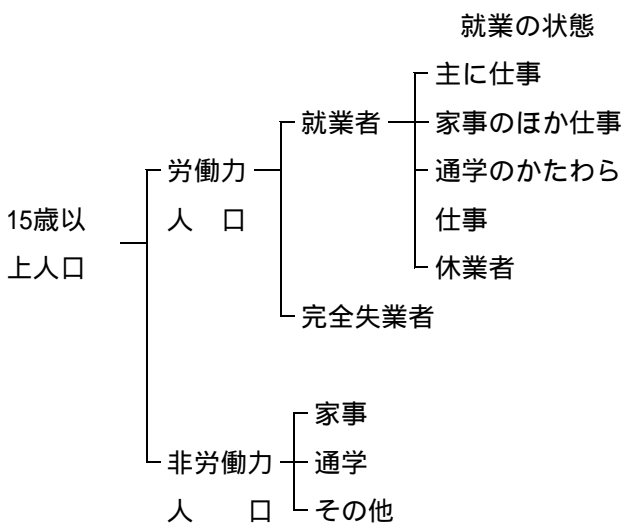 就業の状態
主に仕事
就業者
家事のほか仕事
労働力
通学のかたわら
15歳以
人 口
仕事
上人口
休業者
完全失業者
家事
非労働力
通学
人 口
その他